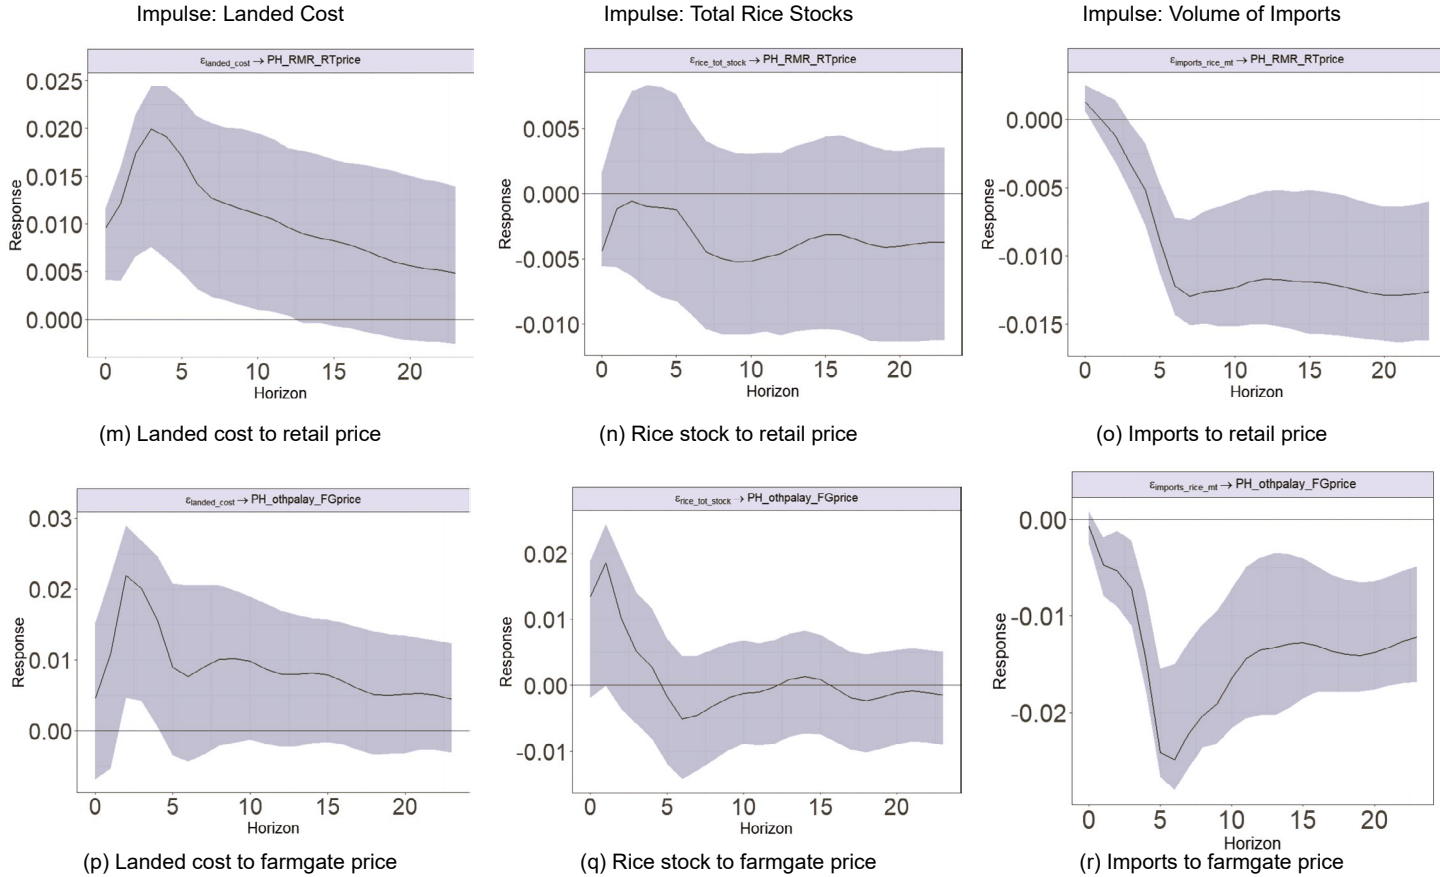 Impulse: Landed Cost
Impulse: Total Rice Stocks
Impulse: Volume of Imports
εlanded_cost → PH_RMR_RTprice
0.025
0.020
0.015
0.010
0.005
0.000
Response
0 5 10 15 20
Horizon
(m) Landed cost to retail price
εrice_tot_stock → PH_RMR_RTprice
0.005
0.000
-0.005
-0.010
Response
0 5 10 15 20
Horizon
(n) Rice stock to retail price
εimports_rice_mt → PH_RMR_RTprice
0.000
-0.005
-0.010
-0.015
Response
0 5 10 15 20
Horizon
(o) Imports to retail price
εlanded_cost → PH_othpalay_FGprice
0.03
0.02
0.01
0.00
Response
0 5 10 15 20
Horizon
(p) Landed cost to farmgate price
εrice_tot_stock → PH_othpalay_FGprice
0.02
0.01
0.00
-0.01
Response
0 5 10 15 20
Horizon
(q) Rice stock to farmgate price
εimports_rice_mt → PH_othpalay_FGprice
0.00
-0.01
-0.02
Response
0 5 10 15 20
Horizon
(r) Imports to farmgate price